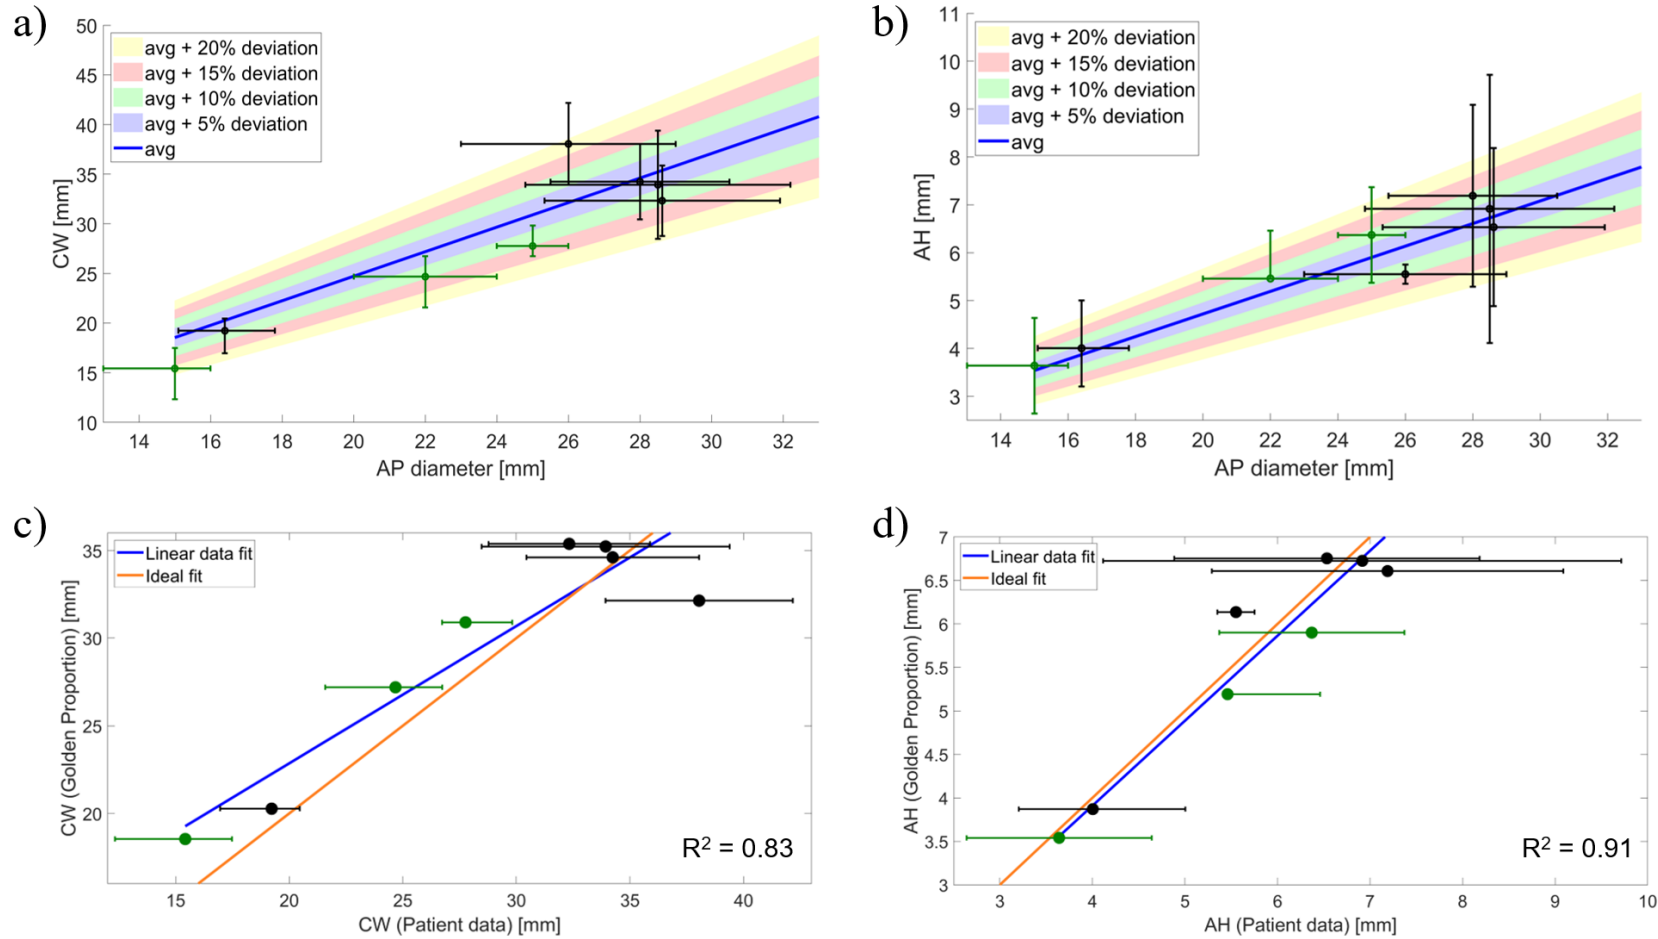 a)
50
45
40
35
30
25
20
15
10
CW [mm]
avg + 20% deviation
avg + 15% deviation
avg + 10% deviation
avg + 5% deviation
avg
14 16 18 20 22 24 26 28 30 32
AP diameter [mm]
b)
11
10
9
8
7
6
5
4
3
AH [mm]
avg + 20% deviation
avg + 15% deviation
avg + 10% deviation
avg + 5% deviation
avg
14 16 18 20 22 24 26 28 30 32
AP diameter [mm]
c)
35
30
25
20
CW (Golden Proportion) [mm]
Linear data fit
Ideal fit
R² = 0.83
15 20 25 30 35 40
CW (Patient data) [mm]
d)
7
6.5
6
5.5
5
4.5
4
3.5
3
AH (Golden Proportion) [mm]
Linear data fit
Ideal fit
R² = 0.91
3 4 5 6 7 8 9 10
AH (Patient data) [mm]